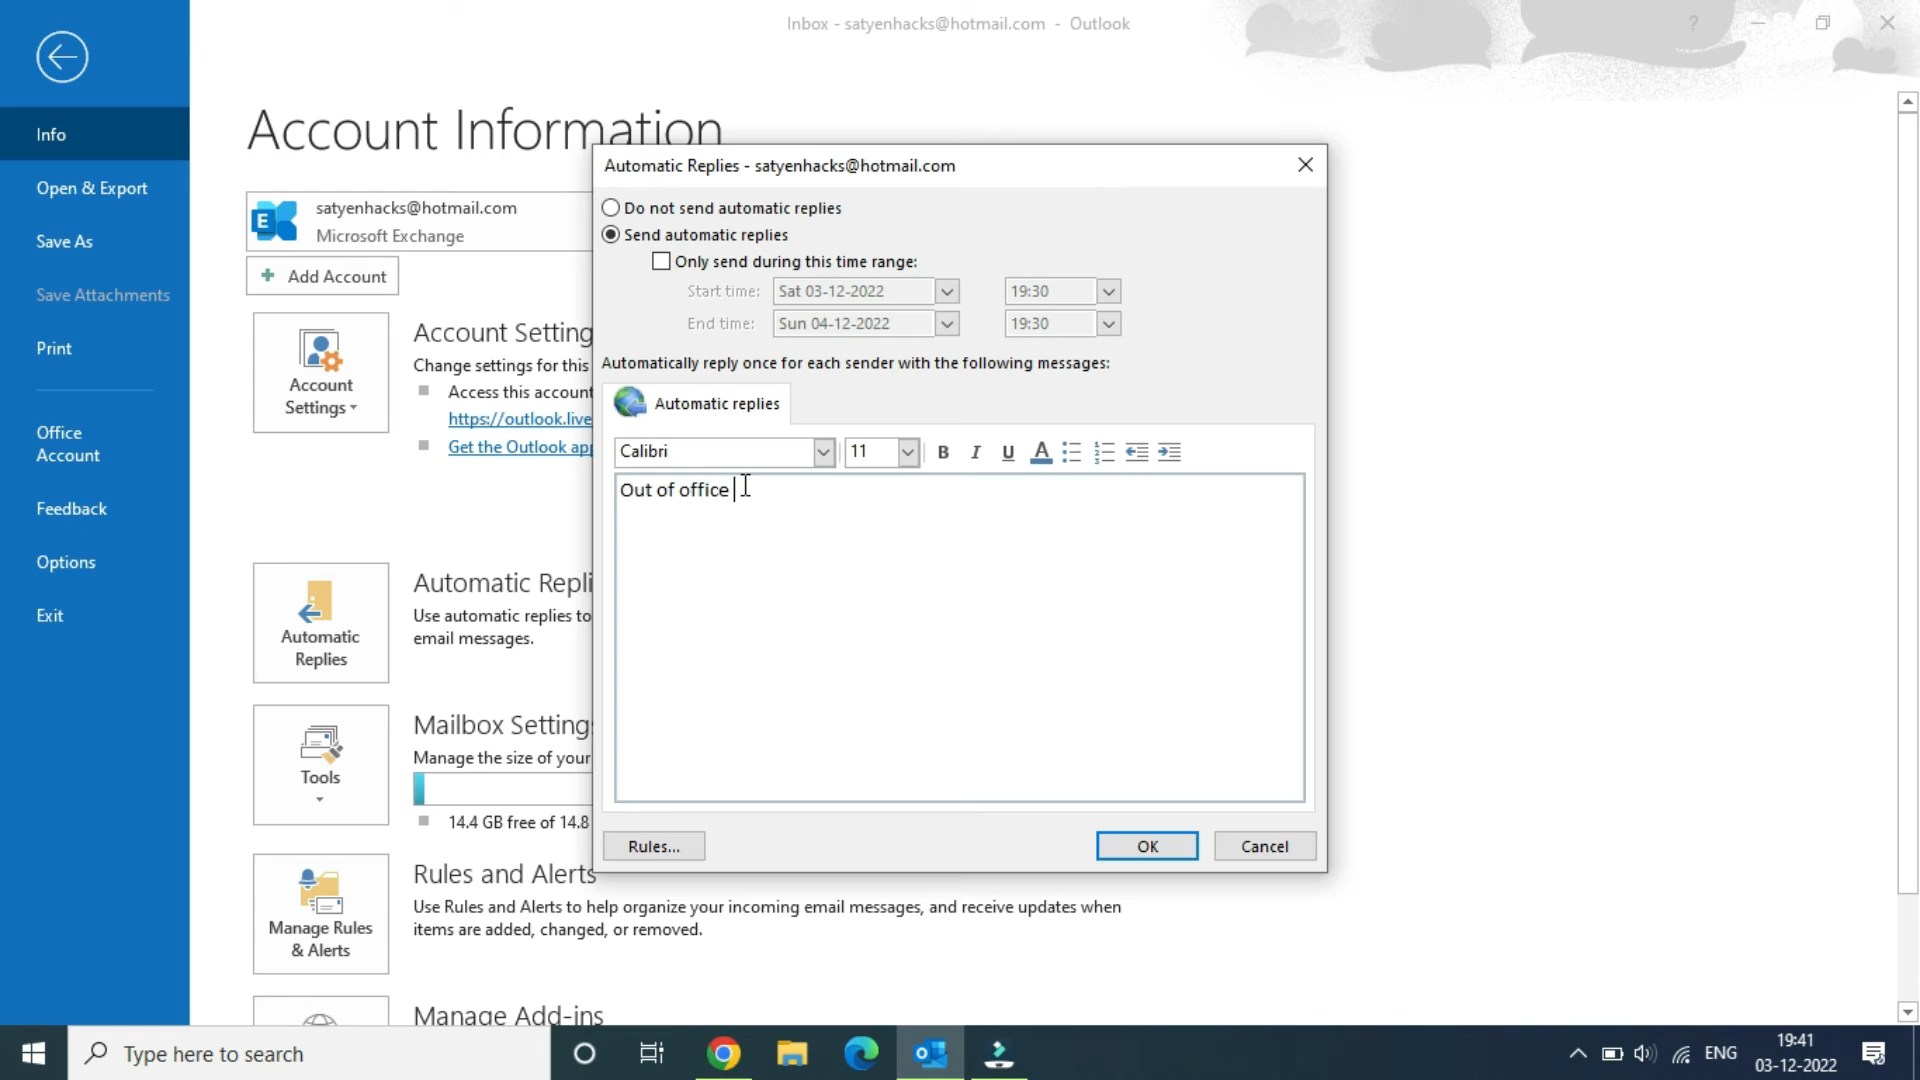 Inbox - satyenhacks@hotmail.com - Outlook
?
Info
Open & Export
Save As
Save Attachments
Print
Office
Account
Feedback
Options
Exit
Account Information
satyenhacks@hotmail.com
Microsoft Exchange
+ Add Account
Account
Settings
Account Setting
Change settings for this
Access this account
https://outlook.live
Get the Outlook app
Automatic
Replies
Automatic Repli
Use automatic replies to
email messages.
Tools
Mailbox Settings
Manage the size of your
14.4 GB free of 14.8
Manage Rules
& Alerts
Rules and Alerts
Use Rules and Alerts to help organize your incoming email messages, and receive updates when
items are added, changed, or removed.
Manage Add-ins
Automatic Replies - satyenhacks@hotmail.com
Do not send automatic replies
Send automatic replies
Only send during this time range:
Start time: Sat 03-12-2022 19:30
End time: Sun 04-12-2022 19:30
Automatically reply once for each sender with the following messages:
Automatic replies
Calibri 11 B I U A
Out of office
Rules... OK Cancel
Type here to search
ENG
19:41
03-12-2022